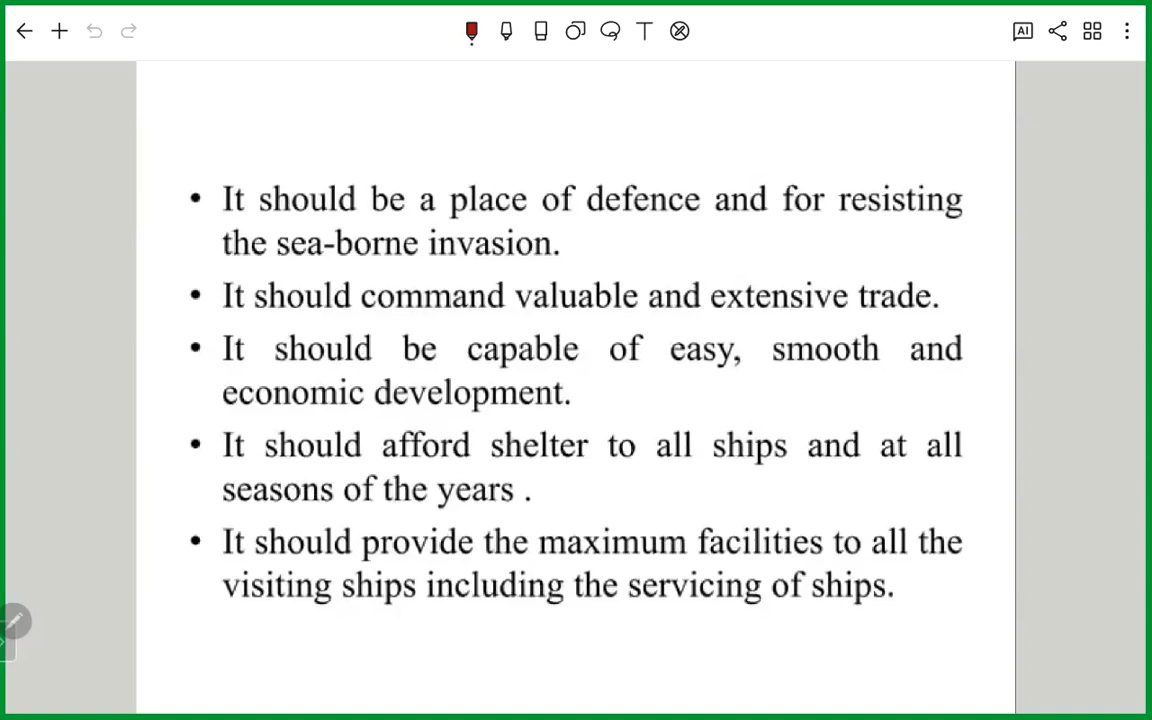 AI
• It should be a place of defence and for resisting
the sea-borne invasion.
• It should command valuable and extensive trade.
• It should be capable of easy, smooth and
economic development.
• It should afford shelter to all ships and at all
seasons of the years .
• It should provide the maximum facilities to all the
visiting ships including the servicing of ships.